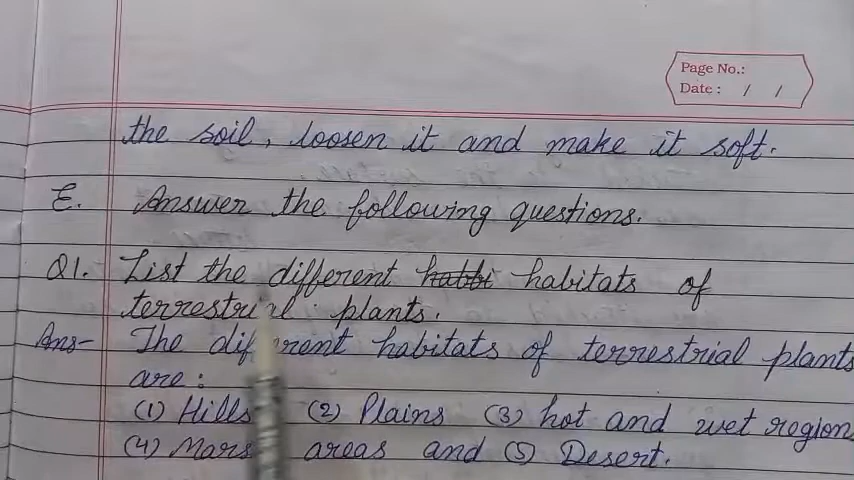 Page No.:
Date : / /
the soil, loosen it and make it soft.
E. Answer the following questions.
Q1. List the different habitats of
terrestrial plants.
Ans- The different habitats of terrestrial plants
are:
(1) Hills (2) Plains (3) hot and wet region
(4) areas and (5) Desert.